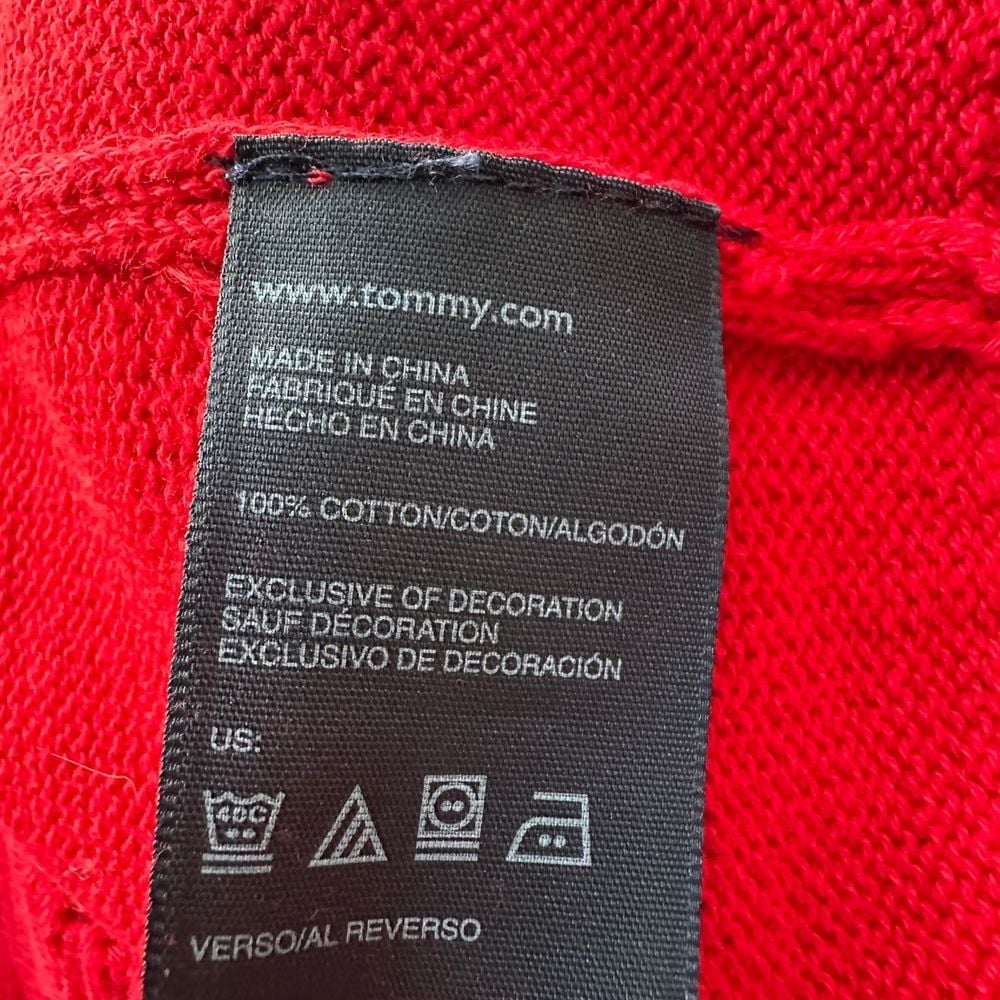 www.tommy.com
MADE IN CHINA
FABRIQUÉ EN CHINE
HECHO EN CHINA
100% COTTON/COTON/ALGODÓN
EXCLUSIVE OF DECORATION
SAUF DÉCORATION
EXCLUSIVO DE DECORACIÓN
US:
40C
VERSO/AL REVERSO